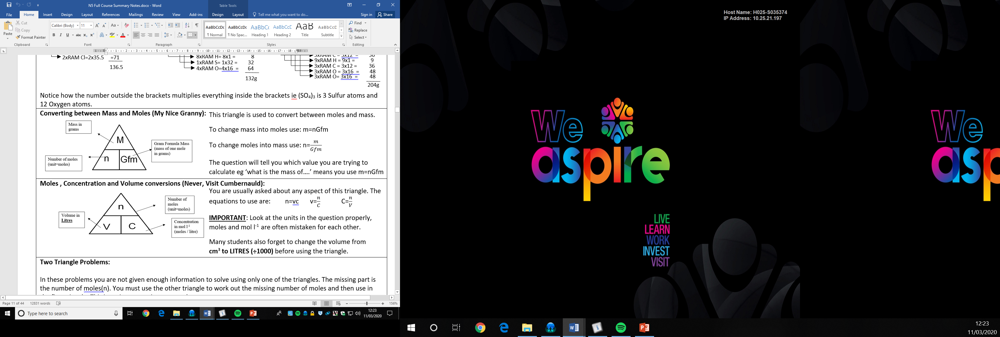 N5 Full Course Summary Notes.docx - Word
Table Tools
File Home Insert Design Layout References Mailings Review View Add-ins Design Layout Tell me what you want to do... Sign in Share
Paste
Cut
Copy
Format Painter
Clipboard
Calibri (Body) 11
Font
Paragraph
AaBbCcDc AaBbCcDc AaBbCc AaBbCcD AaB AaBbCcD
¶ Normal ¶ No Spac... Heading 1 Heading 2 Title Subtitle
Styles
Find
Replace
Select
Editing
2xRAM Cl=2x35.5 =71
136.5
8xRAM H= 8x1 = 8
1xRAM S= 1x32 = 32
4xRAM O=4x16 = 64
132g
3xRAM C = 3x12 = 36
9xRAM H = 9x1 = 9
3xRAM C = 3x12 = 36
3xRAM O = 3x16 = 48
3xRAM O= 3x16 = 48
204g
Notice how the number outside the brackets multiplies everything inside the brackets ie (SO₄)₃ is 3 Sulfur atoms and
12 Oxygen atoms.
Converting between Mass and Moles (My Nice Granny):
Mass in
grams
M
n
Gfm
Gram Formula Mass
(mass of one mole
in grams)
Number of moles
(unit=moles)
This triangle is used to convert between moles and mass.
To change mass into moles use: m=nGfm
To change moles into mass use: n=m/Gfm
The question will tell you which value you are trying to
calculate eg ‘what is the mass of....’ means you use m=nGfm
Moles , Concentration and Volume conversions (Never, Visit Cumbernauld):
Number of
moles
(unit=moles)
n
V
C
Volume in
Litres
Concentration
in mol l⁻¹
(moles / litre)
You are usually asked about any aspect of this triangle. The
equations to use are: n=vc v=n/C C=n/V
IMPORTANT: Look at the units in the question properly,
moles and mol l⁻¹ are often mistaken for each other.
Many students also forget to change the volume from
cm³ to LITRES (÷1000) before using the triangle.
Two Triangle Problems:
In these problems you are not given enough information to solve using only one of the triangles. The missing part is
the number of moles(n). You must use the other triangle to work out the missing number of moles and then use in
Page 11 of 44 12831 words 156%
Type here to search
12:23
11/03/2020
Host Name: H025-S035374
IP Address: 10.25.21.197
We
aspire
LIVE
LEARN
WORK
INVEST
VISIT
We
asp
12:23
11/03/2020